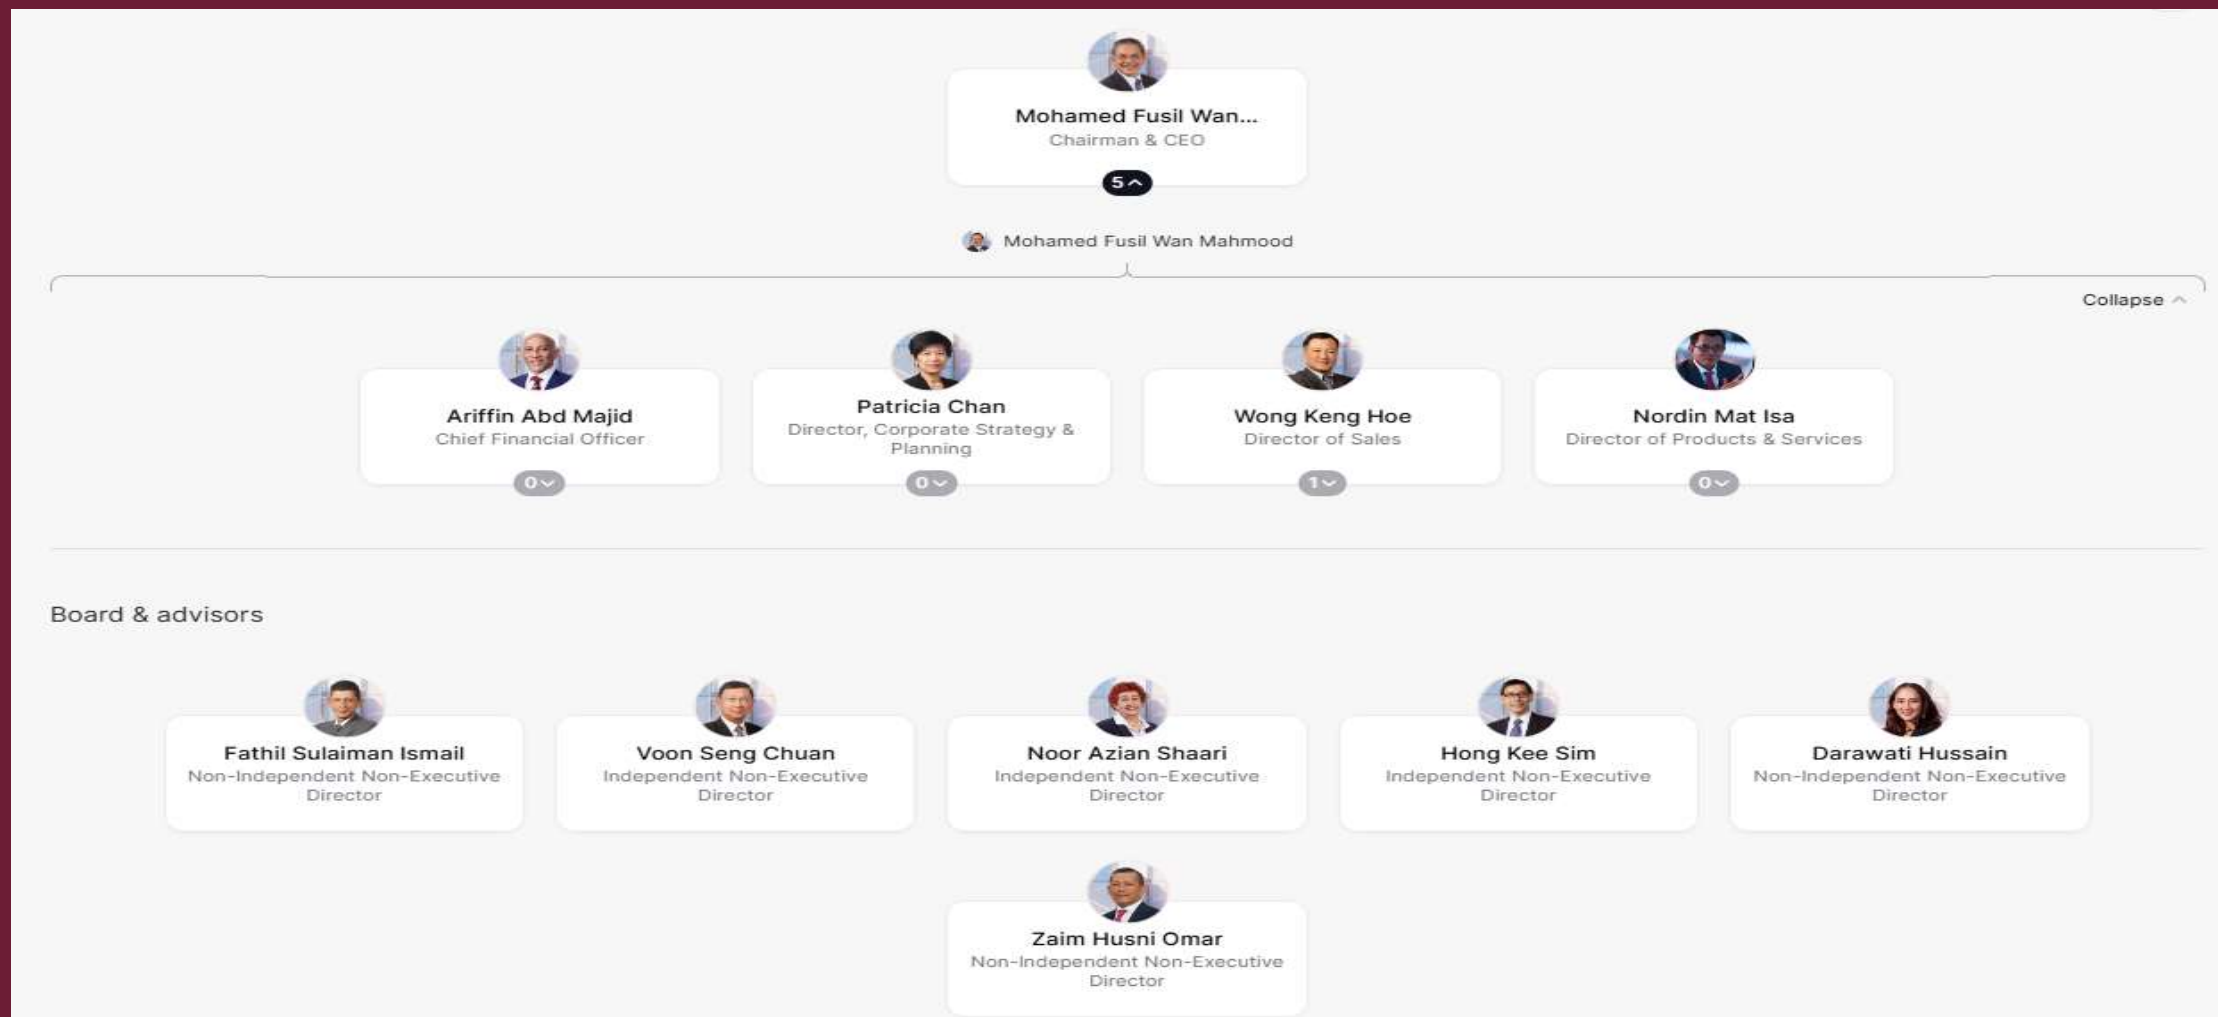 Mohamed Fusil Wan...
Chairman & CEO
5
Mohamed Fusil Wan Mahmood
Collapse
Ariffin Abd Majid
Chief Financial Officer
0
Patricia Chan
Director, Corporate Strategy &
Planning
0
Wong Keng Hoe
Director of Sales
1
Nordin Mat Isa
Director of Products & Services
0
Board & advisors
Fathil Sulaiman Ismail
Non-Independent Non-Executive
Director
Voon Seng Chuan
Independent Non-Executive
Director
Noor Azian Shaari
Independent Non-Executive
Director
Hong Kee Sim
Independent Non-Executive
Director
Darawati Hussain
Non-Independent Non-Executive
Director
Zaim Husni Omar
Non-Independent Non-Executive
Director